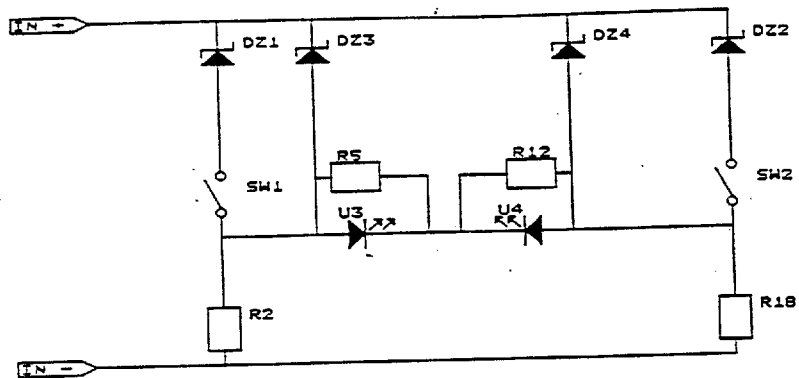 IN +
DZ1
DZ3
DZ4
DZ2
R5
R12
SW1
SW2
U3
U4
R2
R18
IN -